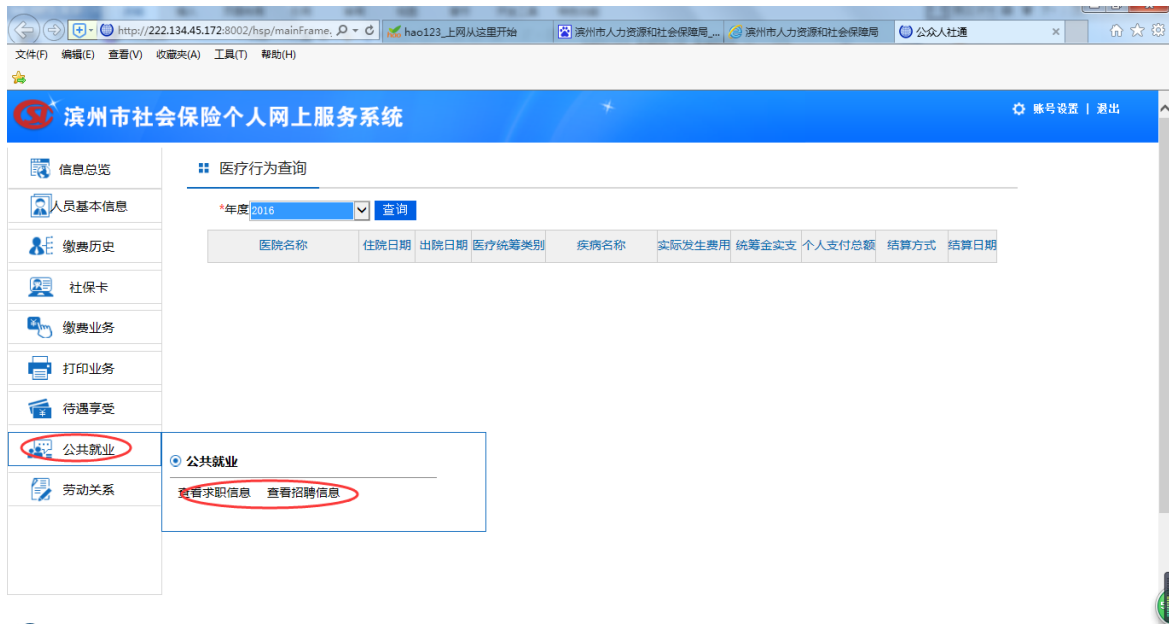 http://222.134.45.172:8002/hsp/mainFrame. hao123_上网从这里开始 滨州市人力资源和社会保障局_... 滨州市人力资源和社会保障局 公众人社通
文件(F) 编辑(E) 查看(V) 收藏夹(A) 工具(T) 帮助(H)
滨州市社会保险个人网上服务系统
账号设置 | 退出
信息总览
人员基本信息
缴费历史
社保卡
缴费业务
打印业务
待遇享受
公共就业
劳动关系
医疗行为查询
*年度 2016 查询
医院名称 住院日期 出院日期 医疗统筹类别 疾病名称 实际发生费用 统筹金实支 个人支付总额 结算方式 结算日期
公共就业
查看求职信息 查看招聘信息